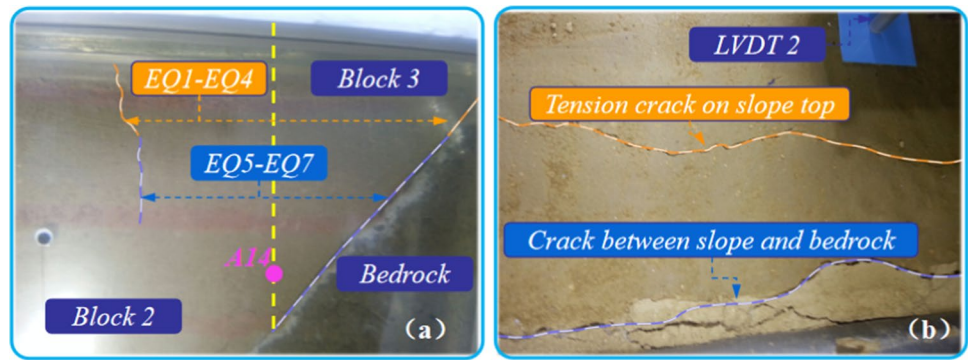 EQ1-EQ4
Block 3
EQ5-EQ7
A14
Bedrock
Block 2
(a)
LVDT 2
Tension crack on slope top
Crack between slope and bedrock
(b)